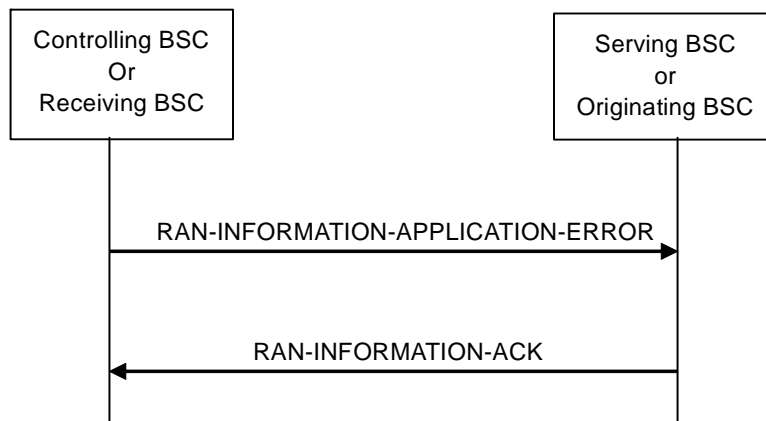 Controlling BSC
Or
Receiving BSC
Serving BSC
or
Originating BSC
RAN-INFORMATION-APPLICATION-ERROR
RAN-INFORMATION-ACK